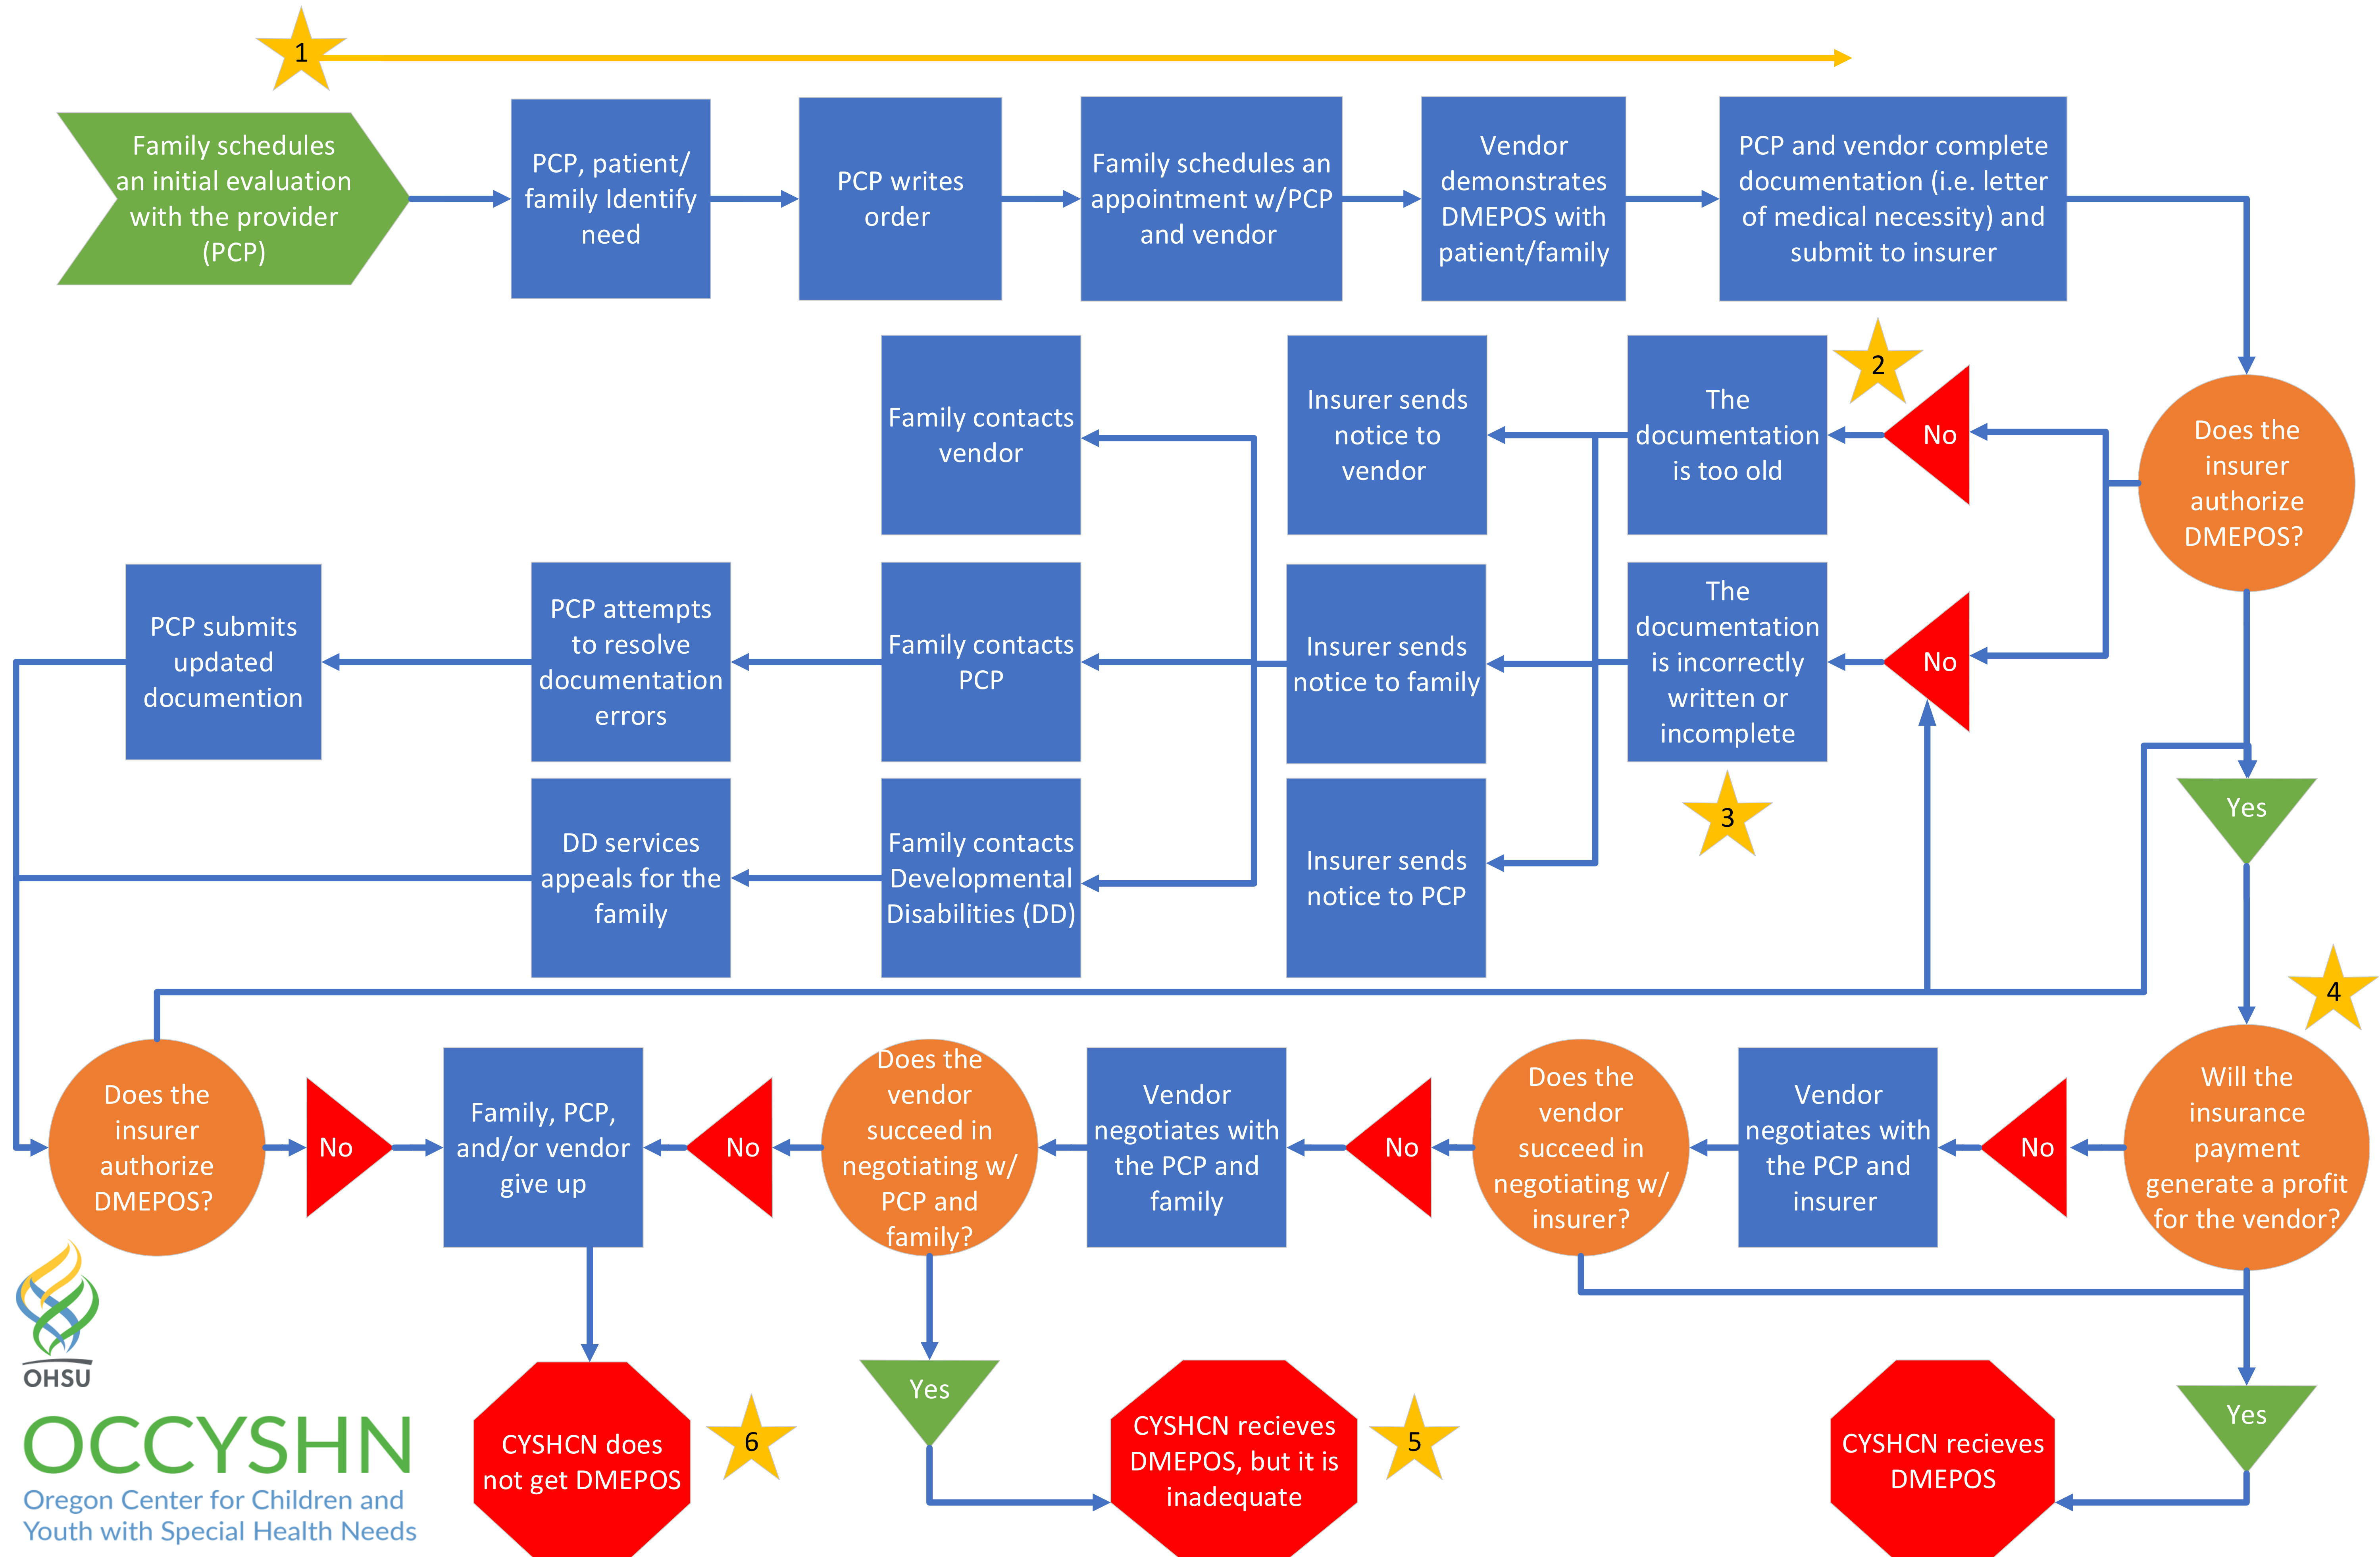 1
Family schedules
an initial evaluation
with the provider
(PCP)
PCP, patient/
family Identify
need
PCP writes
order
Family schedules an
appointment w/PCP
and vendor
Vendor
demonstrates
DMEPOS with
patient/family
PCP and vendor complete
documentation (i.e. letter
of medical necessity) and
submit to insurer
Family contacts
vendor
Insurer sends
notice to
vendor
The
documentation
is too old
2
No
Does the
insurer
authorize
DMEPOS?
PCP submits
updated
documention
PCP attempts
to resolve
documentation
errors
Family contacts
PCP
Insurer sends
notice to family
The
documentation
is incorrectly
written or
incomplete
No
Yes
3
DD services
appeals for the
family
Family contacts
Developmental
Disabilities (DD)
Insurer sends
notice to PCP
4
Does the
insurer
authorize
DMEPOS?
No
Family, PCP,
and/or vendor
give up
No
Does the
vendor
succeed in
negotiating w/
PCP and
family?
Vendor
negotiates with
the PCP and
family
No
Does the
vendor
succeed in
negotiating w/
insurer?
Vendor
negotiates with
the PCP and
insurer
No
Will the
insurance
payment
generate a profit
for the vendor?
OHSU
OCCYSHN
Oregon Center for Children and
Youth with Special Health Needs
CYSHCN does
not get DMEPOS
6
Yes
CYSHCN recieves
DMEPOS, but it is
inadequate
5
CYSHCN recieves
DMEPOS
Yes